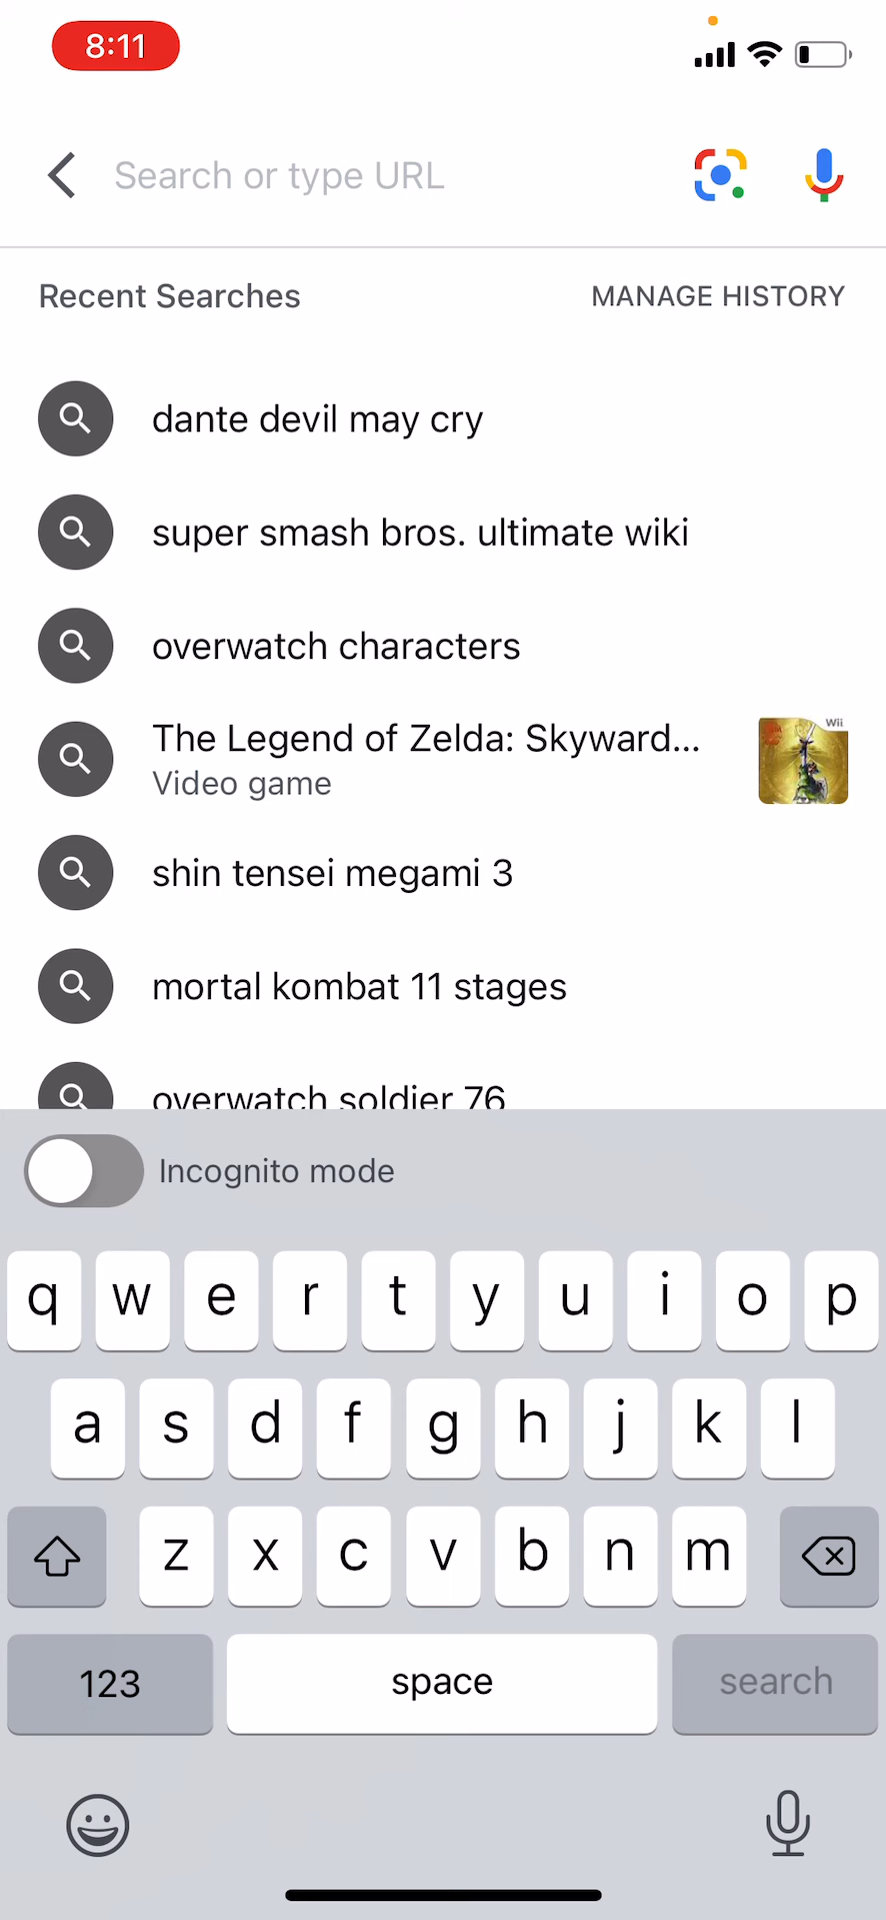 8:11
Search or type URL
Recent Searches MANAGE HISTORY
dante devil may cry
super smash bros. ultimate wiki
overwatch characters
The Legend of Zelda: Skyward...
Video game
Wii
shin tensei megami 3
mortal kombat 11 stages
overwatch soldier 76
Incognito mode
q w e r t y u i o p
a s d f g h j k l
z x c v b n m
123 space search